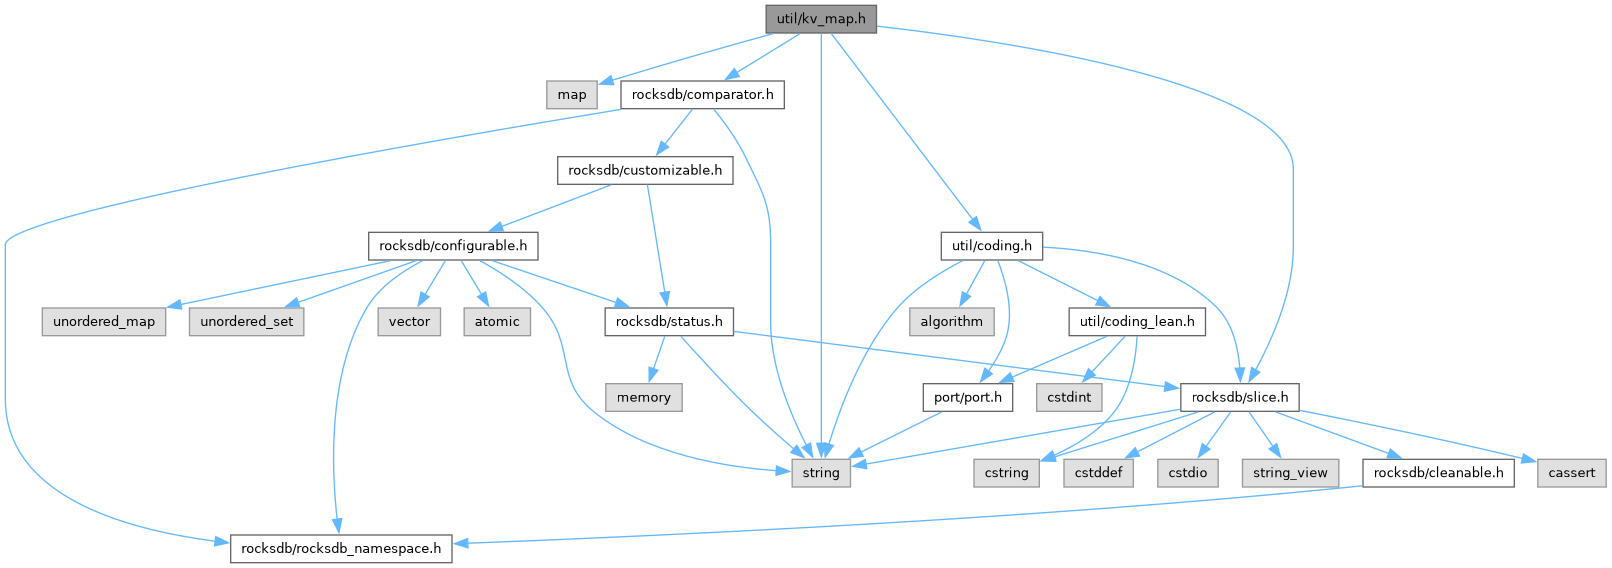 util/kv_map.h
map
rocksdb/comparator.h
rocksdb/customizable.h
rocksdb/configurable.h
util/coding.h
unordered_map
unordered_set
vector
atomic
rocksdb/status.h
algorithm
util/coding_lean.h
memory
port/port.h
cstdint
rocksdb/slice.h
string
cstring
cstddef
cstdio
string_view
rocksdb/cleanable.h
cassert
rocksdb/rocksdb_namespace.h